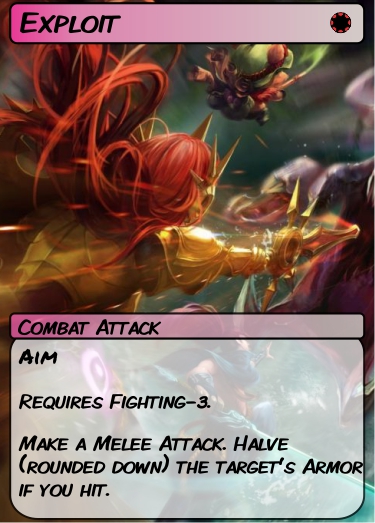 Exploit
Combat Attack
Aim
Requires Fighting-3.
Make a Melee Attack. Halve
(rounded down) the target's Armor
if you hit.